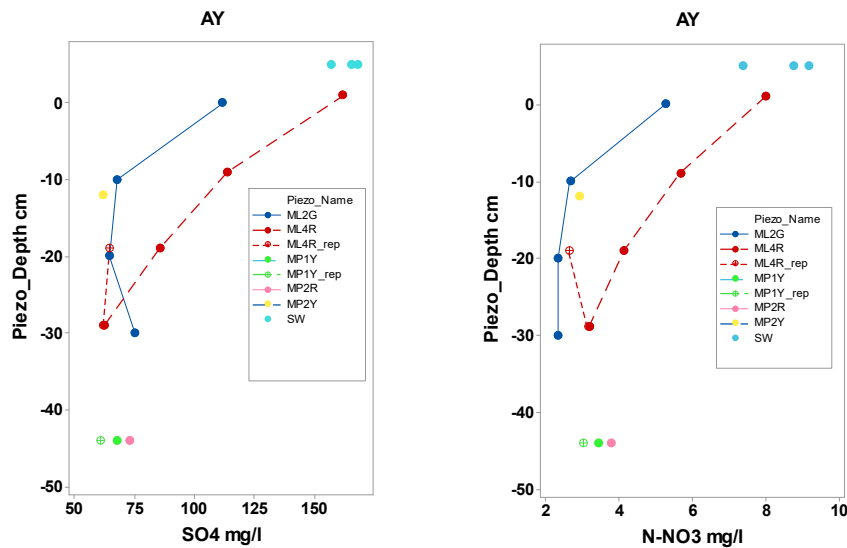 AY
Piezo_Depth cm
0
-10
-20
-30
-40
-50
50
75
100
125
150
SO4 mg/l
Piezo_Name
ML2G
ML4R
ML4R_rep
MP1Y
MP1Y_rep
MP2R
MP2Y
SW
AY
Piezo_Depth cm
0
-10
-20
-30
-40
-50
2
4
6
8
10
N-NO3 mg/l
Piezo_Name
ML2G
ML4R
ML4R_rep
MP1Y
MP1Y_rep
MP2R
MP2Y
SW